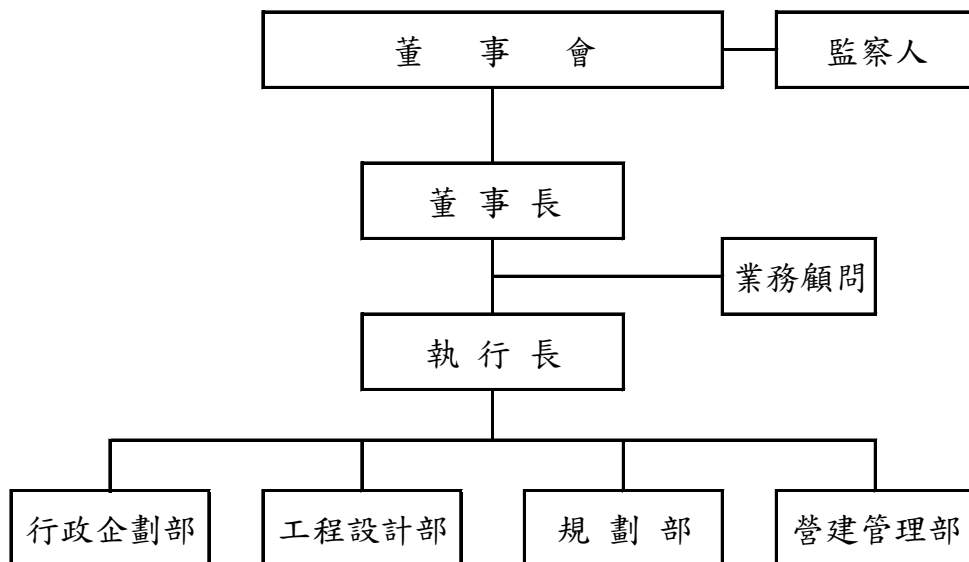 董事會
監察人
董事長
業務顧問
執行長
行政企劃部
工程設計部
規劃部
營建管理部